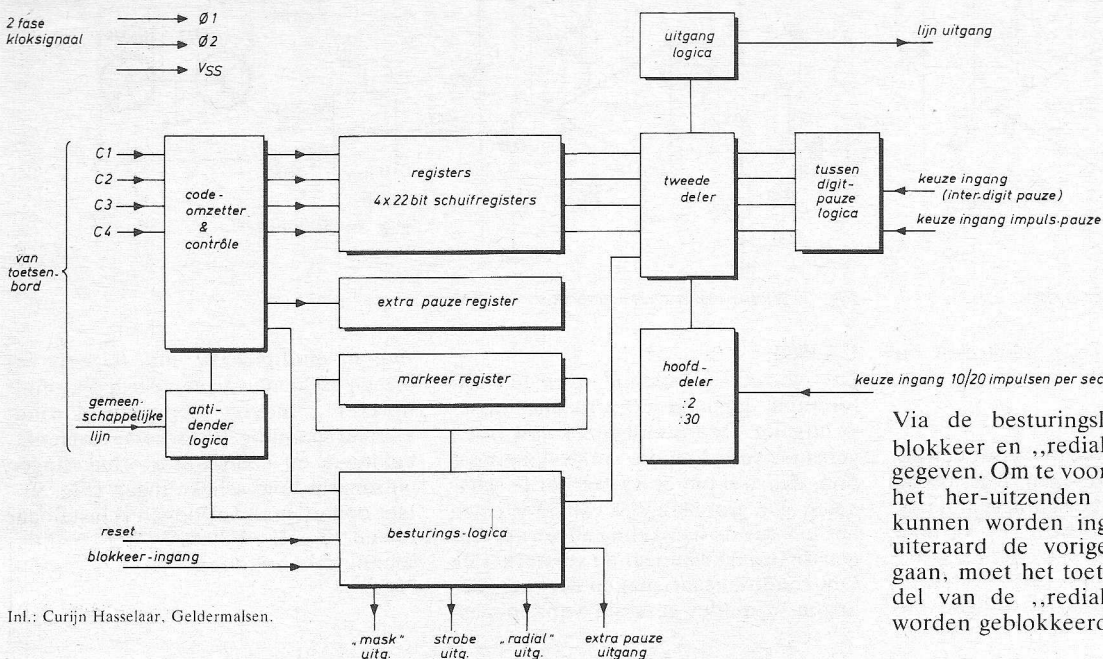 2 fase
kloksignaal
Ø1
Ø2
VSS
uitgang
logica
lijn uitgang
van
toetsen-
bord
C1
C2
C3
C4
code-
omzetter
&
contrôle
registers
4x22 bit schuifregisters
tweede
deler
tussen
digit-
pauze
logica
keuze ingang
(inter.digit pauze)
keuze ingang impuls.pauze
extra pauze register
markeer register
hoofd-
deler
:2
:30
keuze ingang 10/20 impulsen per sec
gemeen-
schappelijke
lijn
anti-
dender
logica
besturings-logica
reset
blokkeer-ingang
„mask"
uitg.
strobe
uitg.
„radial"
uitg.
extra pauze
uitgang
Inl.: Curijn Hasselaar, Geldermalsen.
Via de besturingsl
blokkeer en ,,redial
gegeven. Om te voor
het her-uitzenden
kunnen worden ing
uiteraard de vorige
gaan, moet het toet
del van de ,,redial
worden geblokkeerd